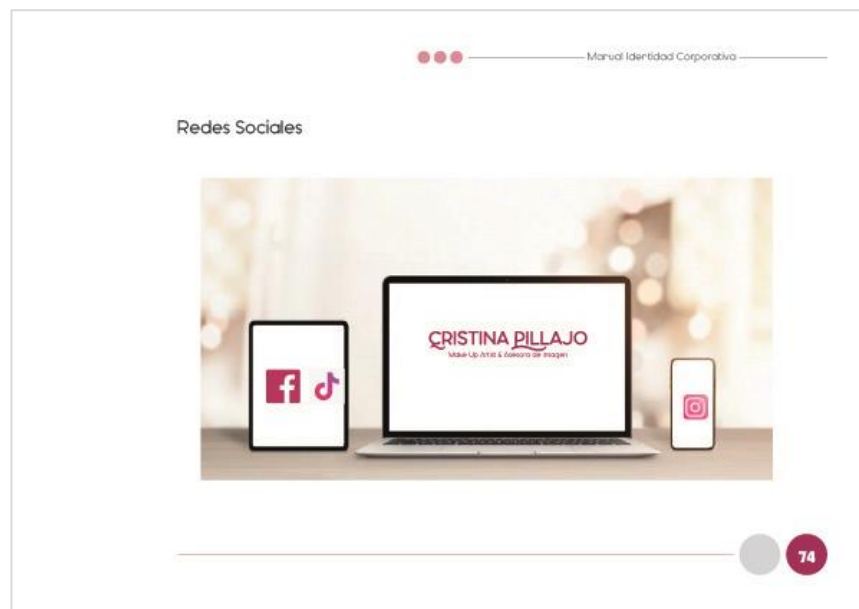 Manual Identidad Corporativa
Redes Sociales
CRISTINA PILLAJO
Make Up Artist & Asesora de Imagen
74